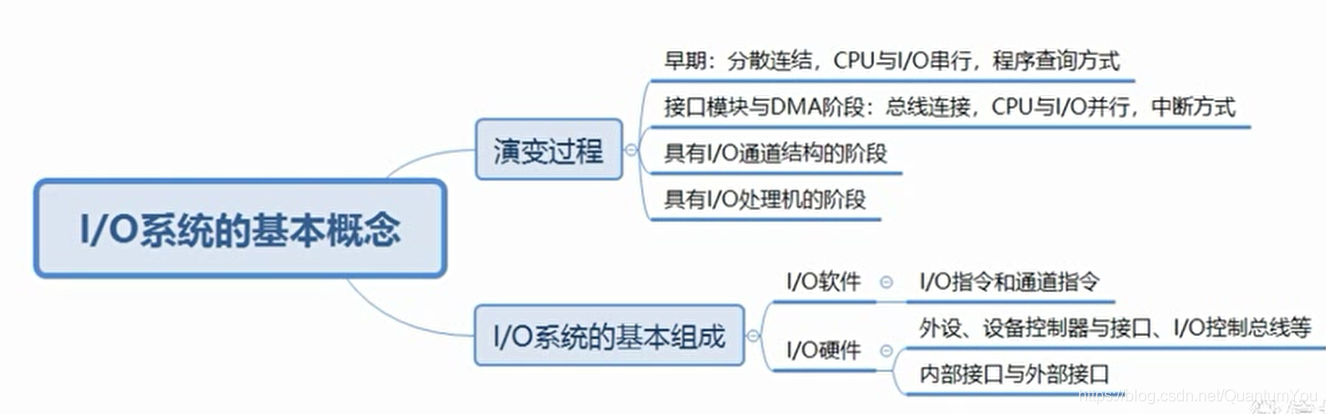 早期：分散连结，CPU与I/O串行，程序查询方式
接口模块与DMA阶段：总线连接，CPU与I/O并行，中断方式
演变过程
具有I/O通道结构的阶段
具有I/O处理机的阶段
I/O系统的基本概念
I/O软件
I/O指令和通道指令
I/O系统的基本组成
外设、设备控制器与接口、I/O控制总线等
I/O硬件
内部接口与外部接口
https://blog.csdn.net/QuantumYou